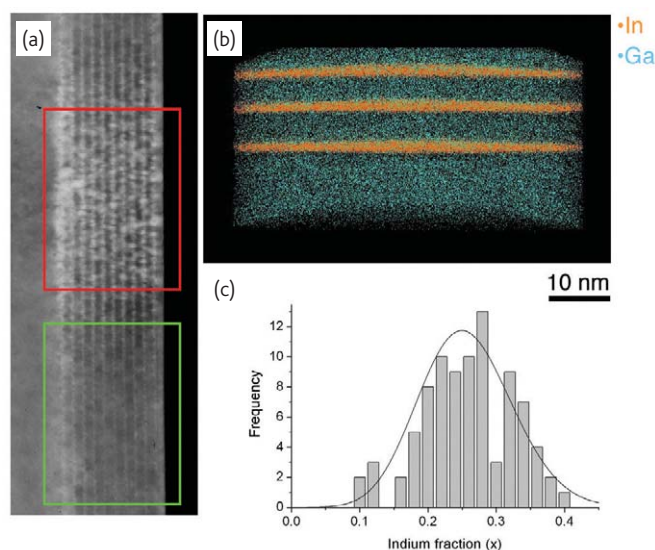 (a)
(b)
•In
•Ga
(c)
10 nm
12
10
8
6
4
2
0
Frequency
0.0 0.1 0.2 0.3 0.4
Indium fraction (x)